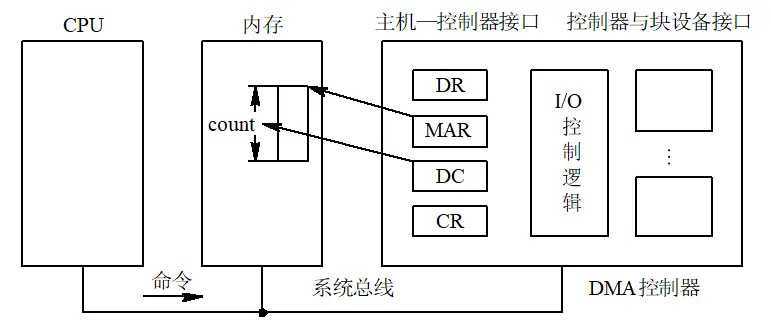 CPU
内存
主机—控制器接口
控制器与块设备接口
DR
MAR
DC
CR
count
I/O
控
制
逻
辑
⋮
命令
系统总线
DMA控制器